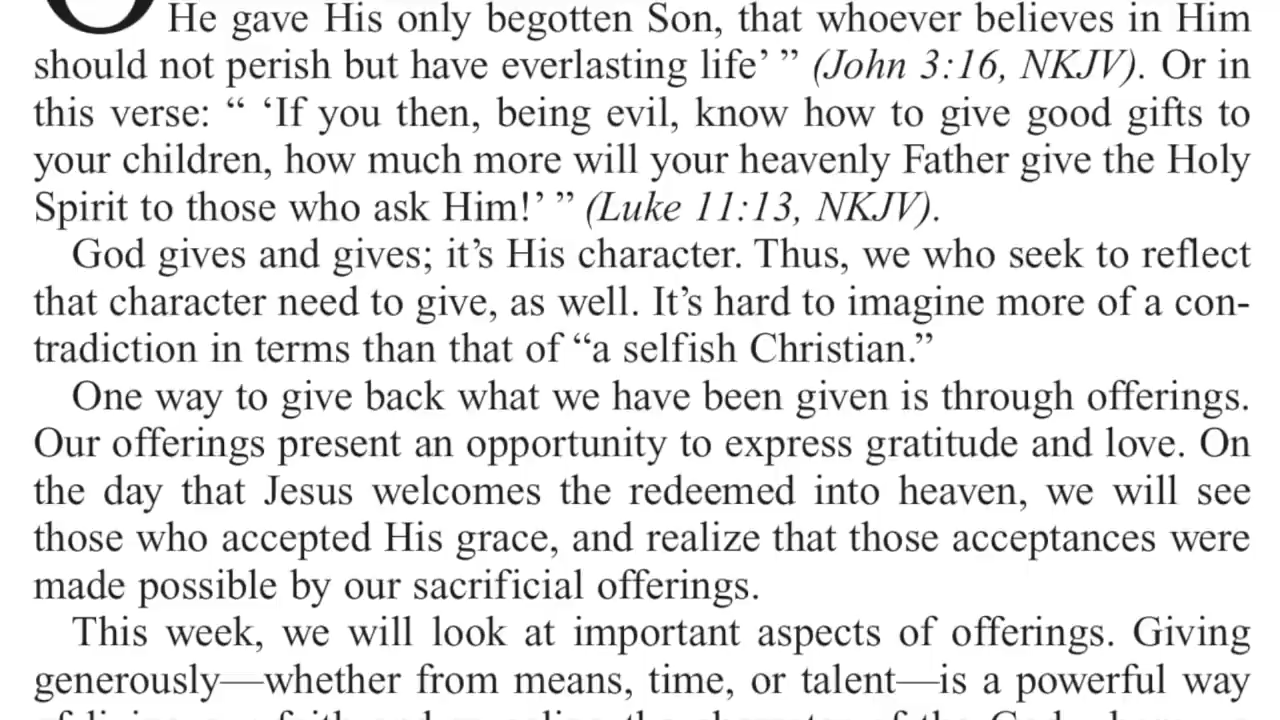 He gave His only begotten Son, that whoever believes in Him
should not perish but have everlasting life’ ” (John 3:16, NKJV). Or in
this verse: “ ‘If you then, being evil, know how to give good gifts to
your children, how much more will your heavenly Father give the Holy
Spirit to those who ask Him!’ ” (Luke 11:13, NKJV).
God gives and gives; it’s His character. Thus, we who seek to reflect
that character need to give, as well. It’s hard to imagine more of a con-
tradiction in terms than that of “a selfish Christian.”
One way to give back what we have been given is through offerings.
Our offerings present an opportunity to express gratitude and love. On
the day that Jesus welcomes the redeemed into heaven, we will see
those who accepted His grace, and realize that those acceptances were
made possible by our sacrificial offerings.
This week, we will look at important aspects of offerings. Giving
generously—whether from means, time, or talent—is a powerful way